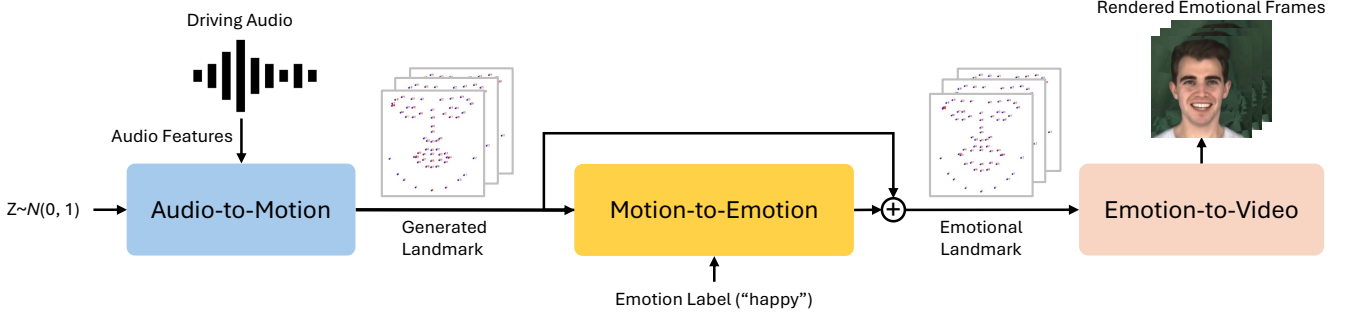 Driving Audio
Rendered Emotional Frames
Audio Features
Z~N(0, 1)
Audio-to-Motion
Generated
Landmark
Motion-to-Emotion
Emotional
Landmark
Emotion-to-Video
Emotion Label (“happy”)